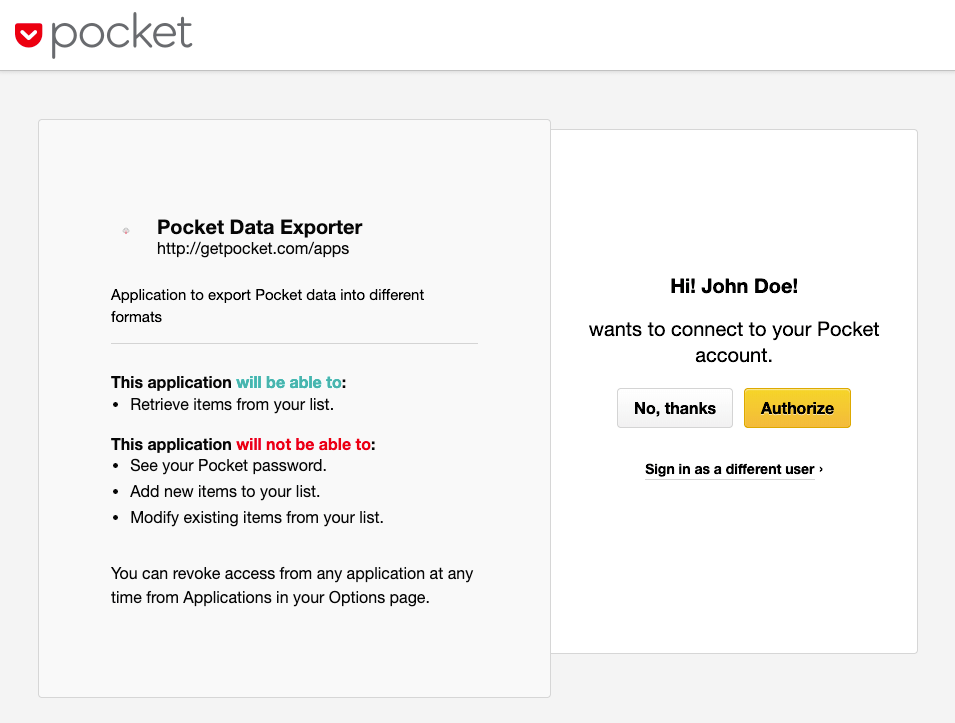 pocket
Pocket Data Exporter
http://getpocket.com/apps
Application to export Pocket data into different
formats
This application will be able to:
• Retrieve items from your list.
This application will not be able to:
• See your Pocket password.
• Add new items to your list.
• Modify existing items from your list.
You can revoke access from any application at any
time from Applications in your Options page.
Hi! John Doe!
wants to connect to your Pocket
account.
No, thanks
Authorize
Sign in as a different user ›